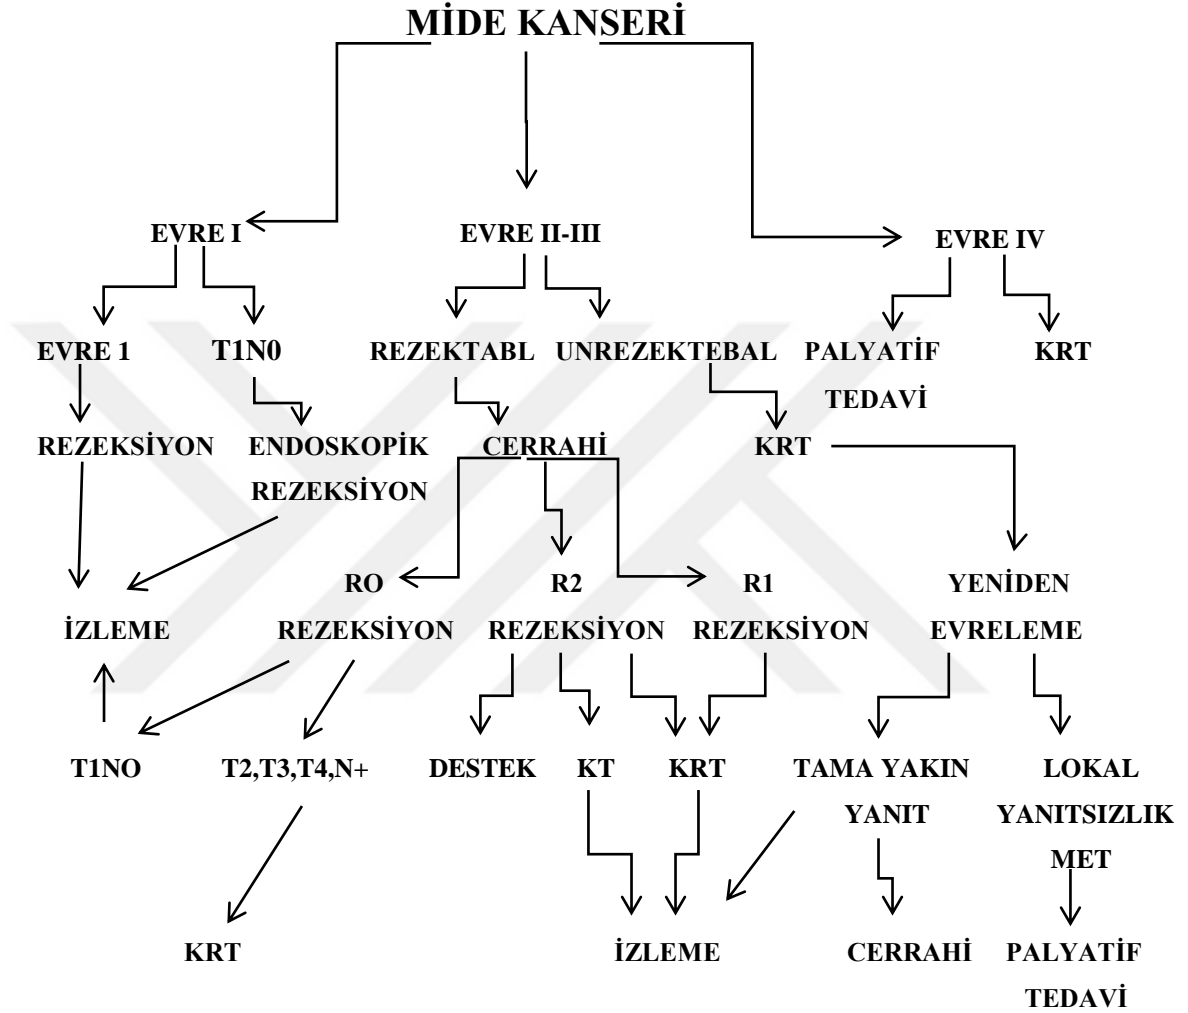 MİDE KANSERİ
EVRE I
EVRE II-III
EVRE IV
EVRE 1
T1N0
REZEKTABL
UNREZEKTEBAL
PALYATİF
TEDAVİ
KRT
REZEKSİYON
ENDOSKOPİK
REZEKSİYON
CERRAHİ
KRT
İZLEME
RO
REZEKSİYON
R2
REZEKSİYON
R1
REZEKSİYON
YENİDEN
EVRELEME
T1NO
T2,T3,T4,N+
DESTEK
KT
KRT
TAMA YAKIN
YANIT
LOKAL
YANITSIZLIK
MET
KRT
İZLEME
CERRAHİ
PALYATİF
TEDAVİ